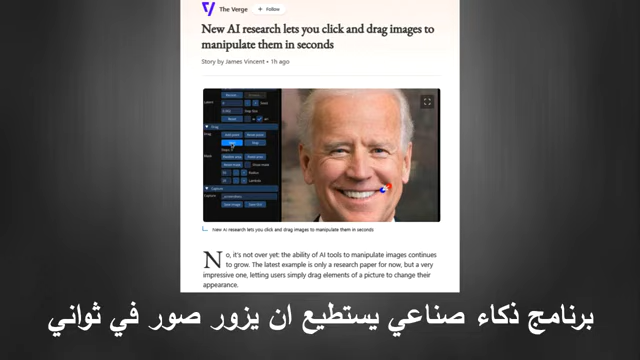 The Verge
+ Follow
New AI research lets you click and drag images to
manipulate them in seconds
Story by James Vincent • 1h ago
Drag
New AI research lets you click and drag images to manipulate them in seconds
No, it's not over yet: the ability of AI tools to manipulate images continues
to grow. The latest example is only a research paper for now, but a very
impressive one, letting users simply drag elements of a picture to change their
appearance.
برنامج ذكاء صناعي يستطيع ان يزور صور في ثواني